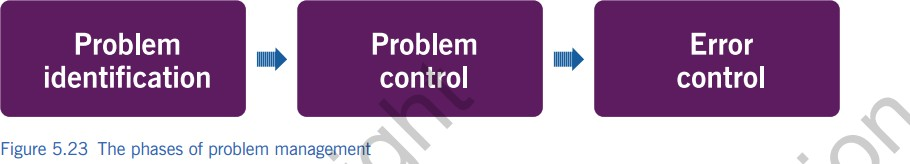 Problem
identification
Problem
control
Error
control
Figure 5.23 The phases of problem management